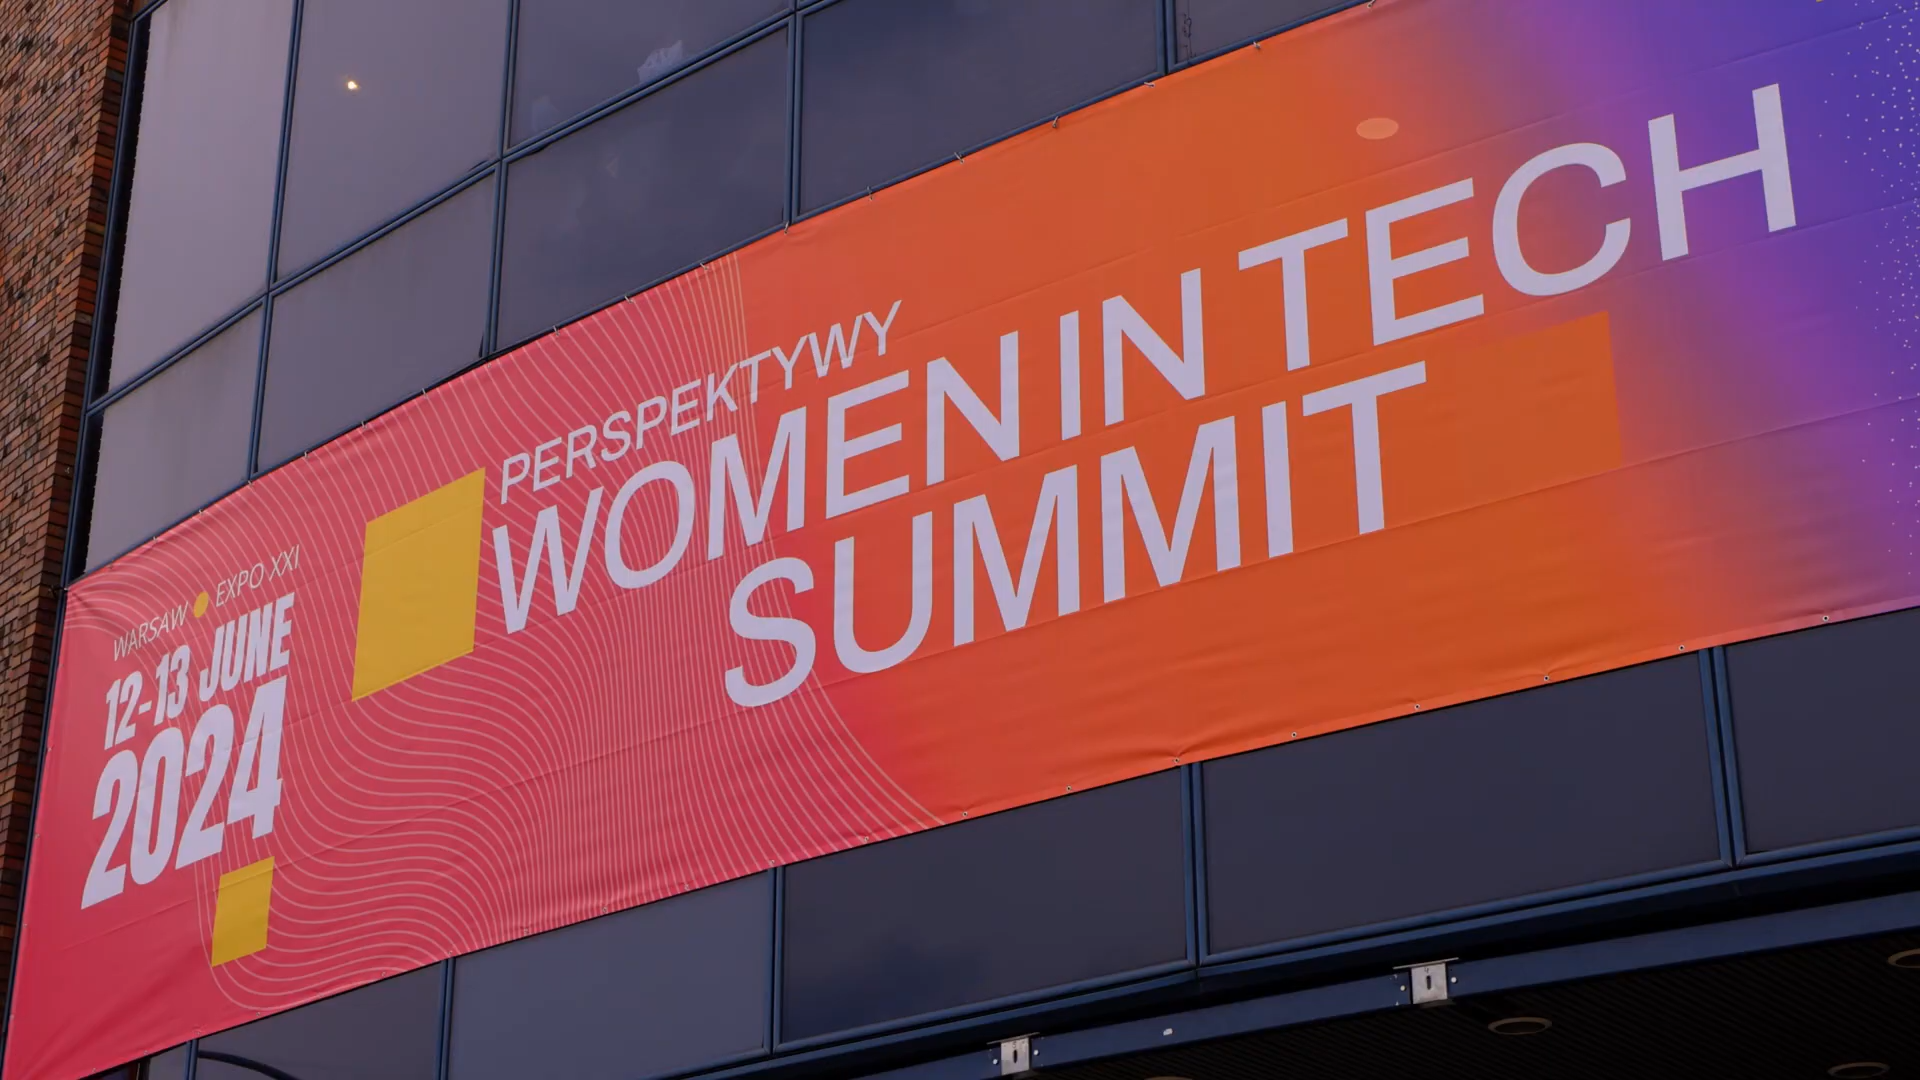 WARSAW • EXPO XXI
12-13 JUNE
2024
PERSPEKTYWY
WOMEN IN TECH
SUMMIT